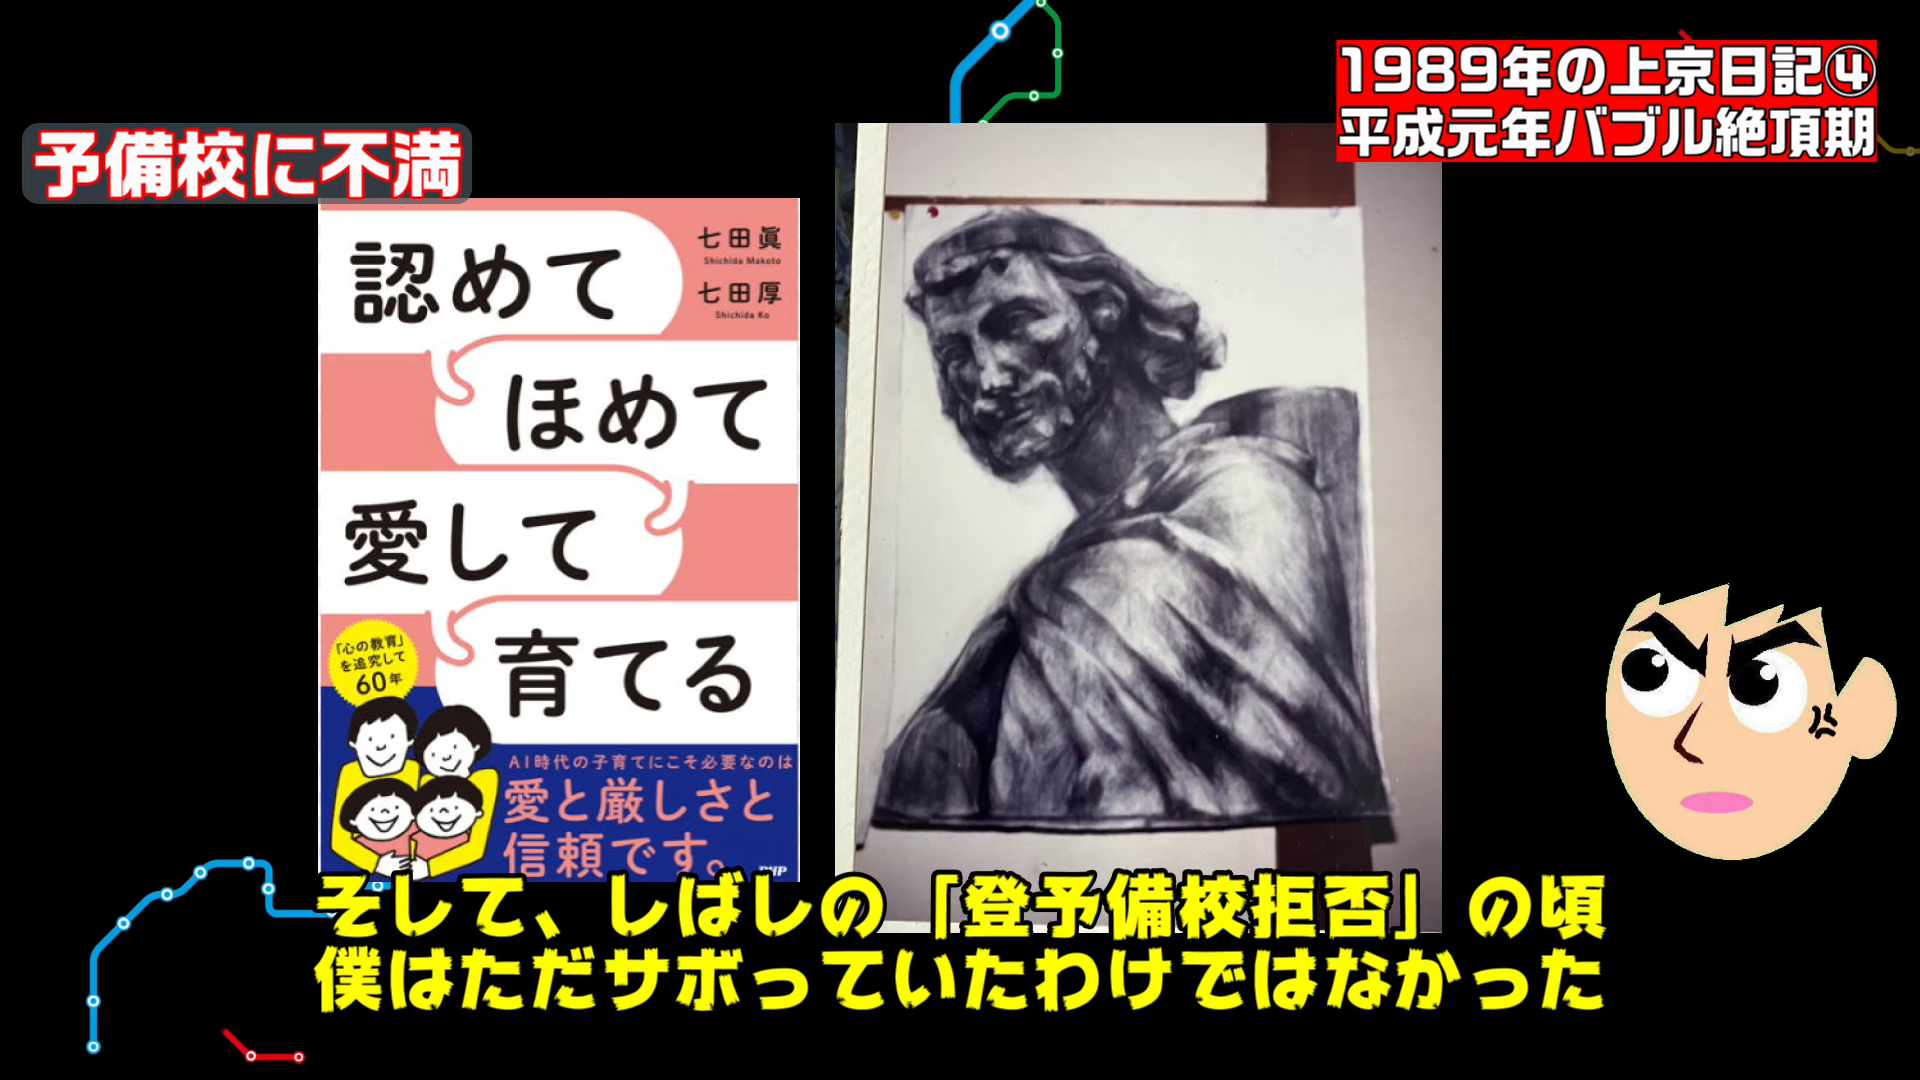 1989年の上京日記④
平成元年バブル絶頂期
予備校に不満
七田眞
Shichida Makoto
七田厚
Shichida Ko
認めて
ほめて
愛して
育てる
「心の教育」
を追究して
60年
AI時代の子育てにこそ必要なのは
愛と厳しさと
信頼です。
PHP
そして、しばしの「登予備校拒否」の頃
僕はただサボっていたわけではなかった